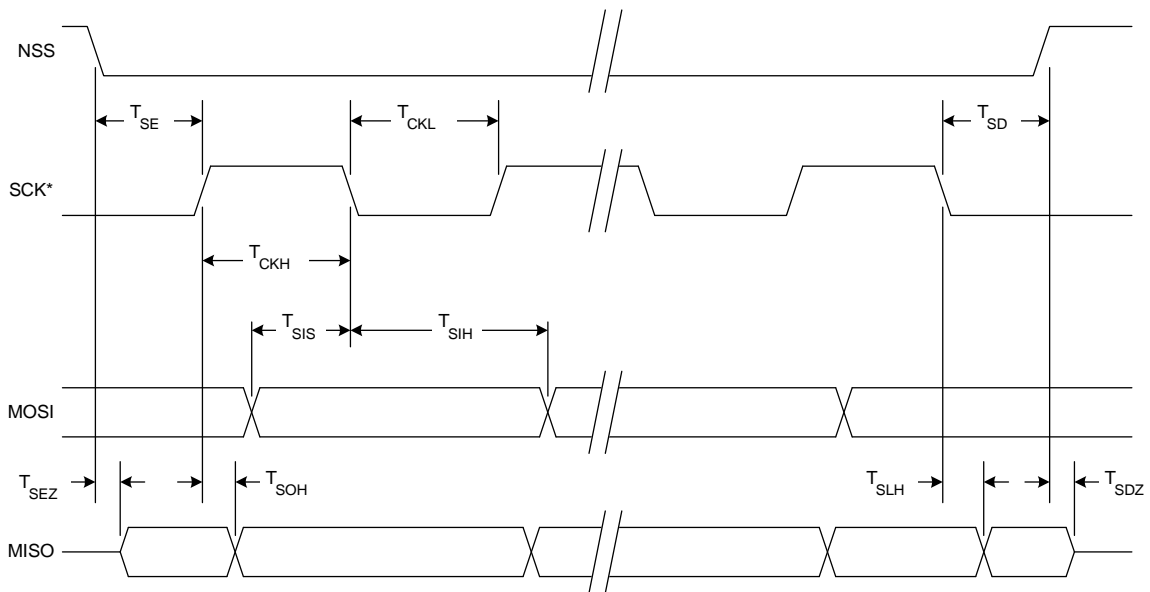 NSS
T_SE
T_CKL
T_SD
SCK*
T_CKH
T_SIS
T_SIH
MOSI
T_SEZ
T_SOH
T_SLH
T_SDZ
MISO